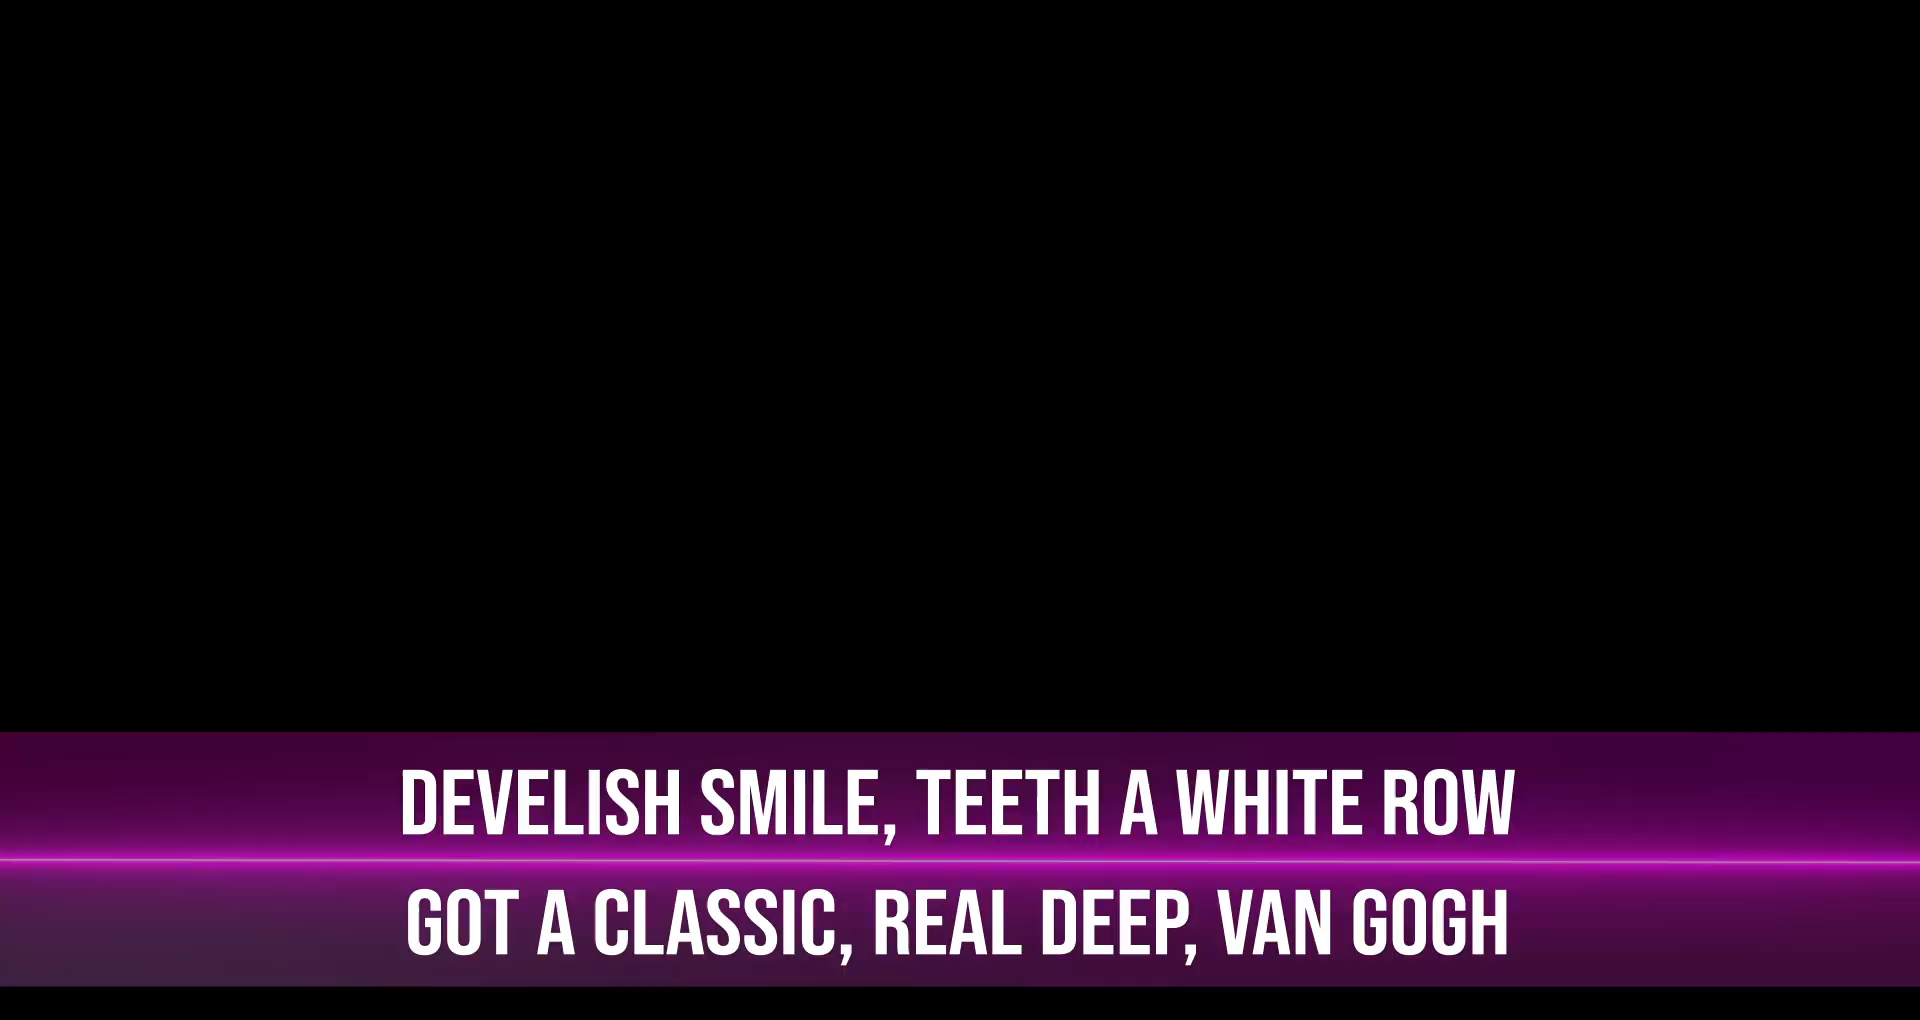 DEVELISH SMILE, TEETH A WHITE ROW
GOT A CLASSIC, REAL DEEP, VAN GOGH